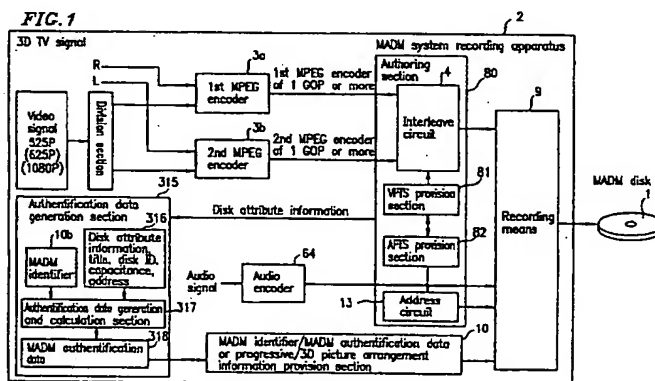 FIG. 1
2
3D TV signal
MADM system recording apparatus
R
L
3a
1st MPEG encoder
1st MPEG encoder of 1 GOP or more
Authoring section
80
4
Interleave circuit
9
Video signal 525P (625P) (1080P)
Division section
3b
2nd MPEG encoder
2nd MPEG encoder of 1 GOP or more
VPTS provision section
81
APTS provision section
82
Recording means
MADM disk
1
315
Authentification data generation section
316
Disk attribute information
10b
MADM identifier
Disk attribute information, title, disk ID, capacitance, address
64
Audio signal
Audio encoder
13
Address circuit
317
Authentification data generation and calculation section
318
MADM authentification data
10
MADM identifier/MADM authentification data or progressive/3D picture arrangement information provision section